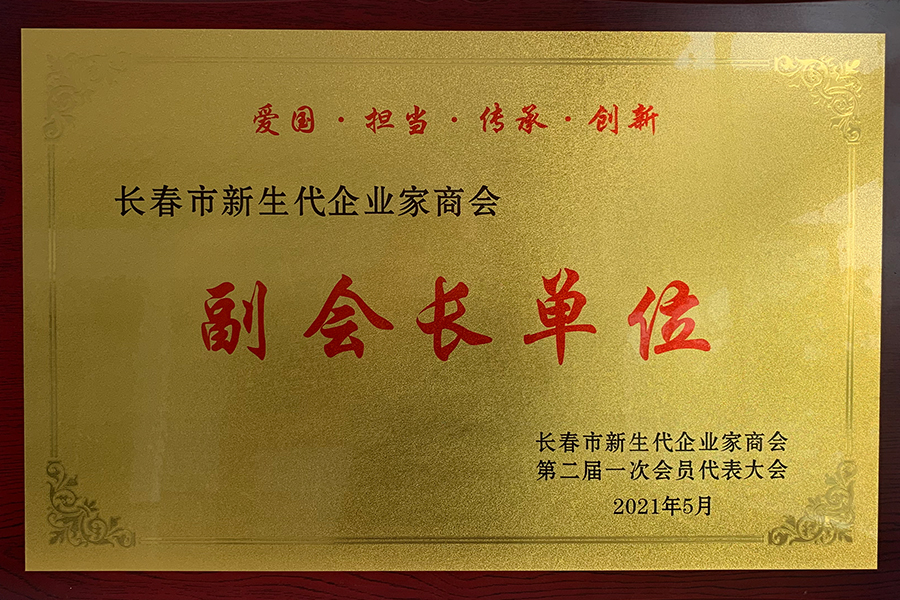 爱国·担当·传承·创新
长春市新生代企业家商会
副会长单位
长春市新生代企业家商会
第二届一次会员代表大会
2021年5月